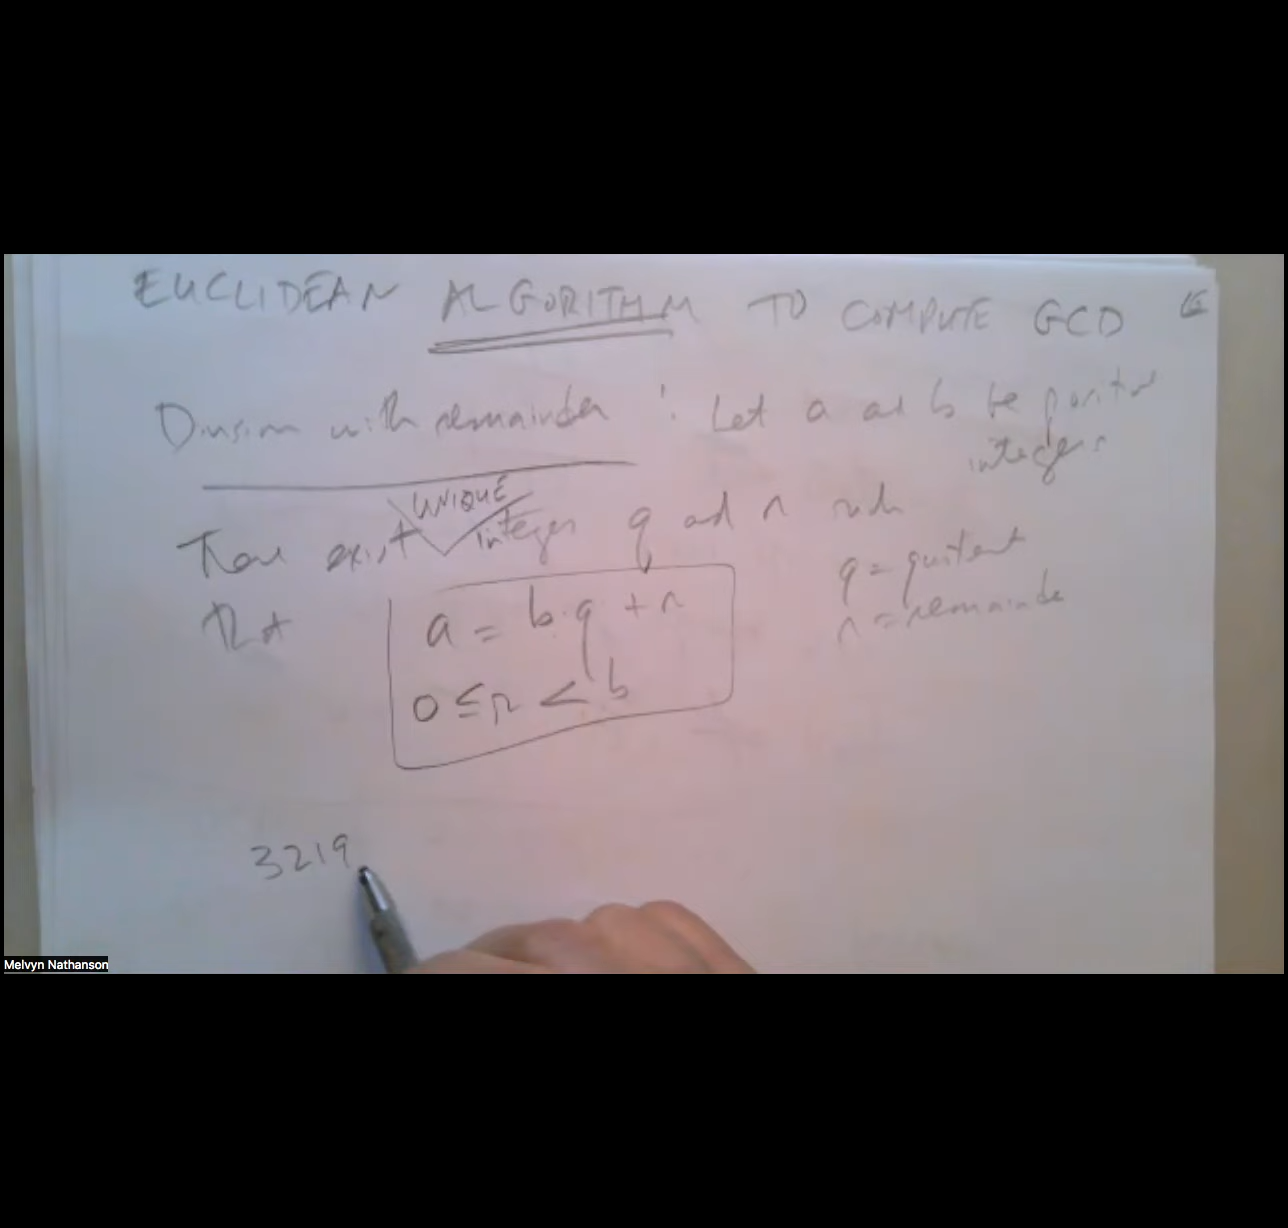 EUCLIDEAN ALGORITHM TO COMPUTE GCD
Division with remainder : Let a and b be positive
integers
UNIQUE
There exist integers q and r such
q = quotient
that
r = remainder
a = b·q + r
0 ≤ r < b
3219
Melvyn Nathanson